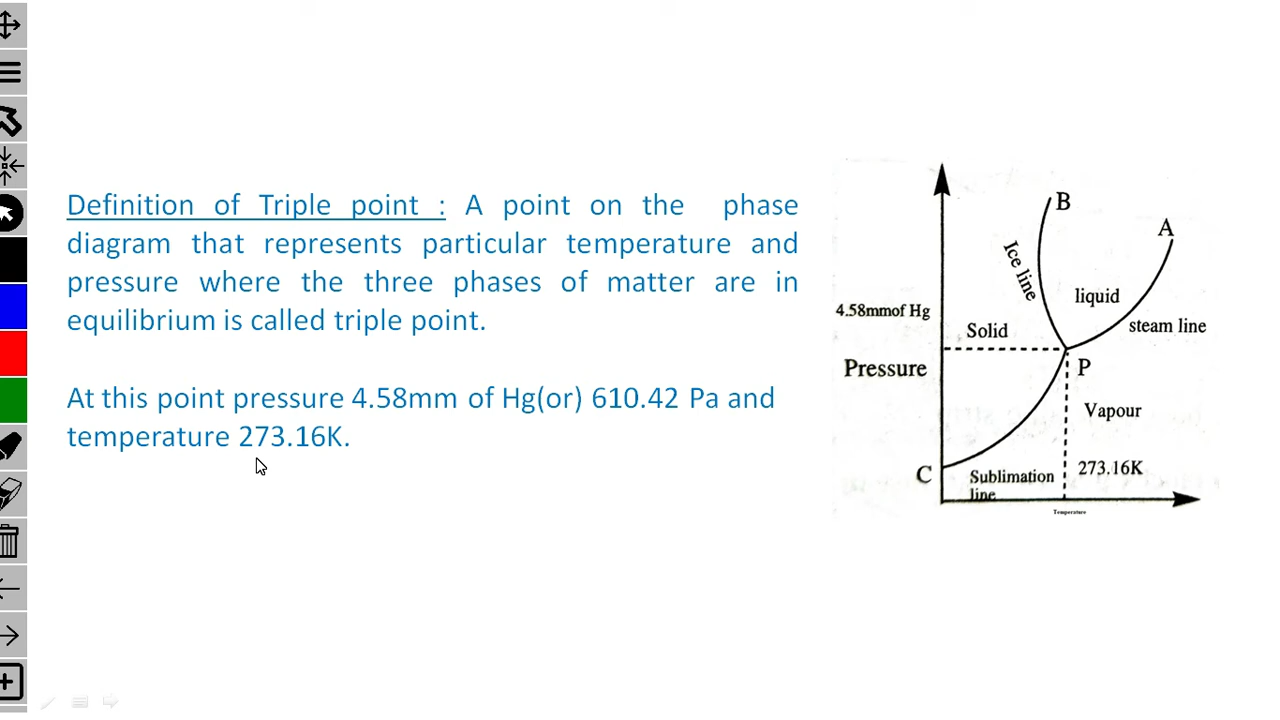 Definition of Triple point : A point on the phase
diagram that represents particular temperature and
pressure where the three phases of matter are in
equilibrium is called triple point.
At this point pressure 4.58mm of Hg(or) 610.42 Pa and
temperature 273.16K.
B
A
Ice line
liquid
4.58mmof Hg
Solid
steam line
Pressure
P
Vapour
C
Sublimation
line
273.16K
Temperature